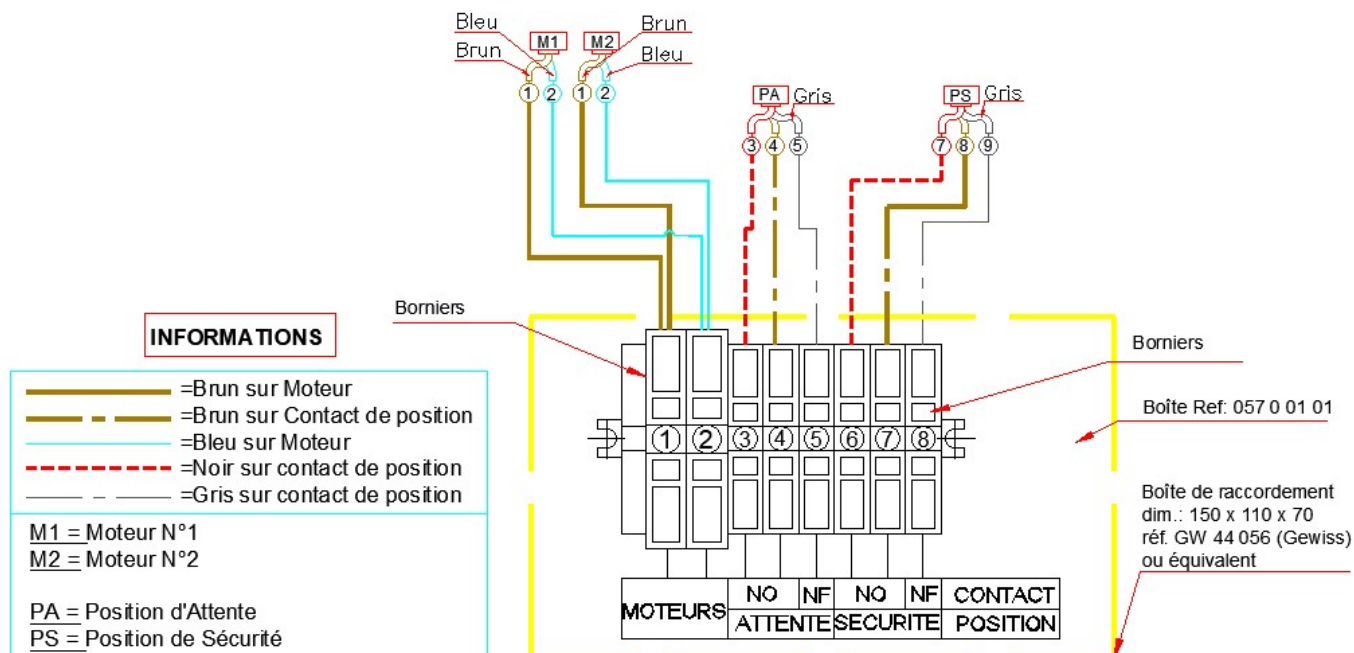 Bleu
Brun
M1
M2
Brun
Bleu
1
2
1
2
PA
Gris
3
4
5
PS
Gris
7
8
9
Borniers
Borniers
Boîte Ref: 057 0 01 01
Boîte de raccordement
dim.: 150 x 110 x 70
réf. GW 44 056 (Gewiss)
ou équivalent
INFORMATIONS
=Brun sur Moteur
=Brun sur Contact de position
=Bleu sur Moteur
=Noir sur contact de position
=Gris sur contact de position
M1 = Moteur N°1
M2 = Moteur N°2
PA = Position d'Attente
PS = Position de Sécurité
1 2 3 4 5 6 7 8
MOTEURS
NO NF NO NF CONTACT
ATTENTE SECURITE POSITION